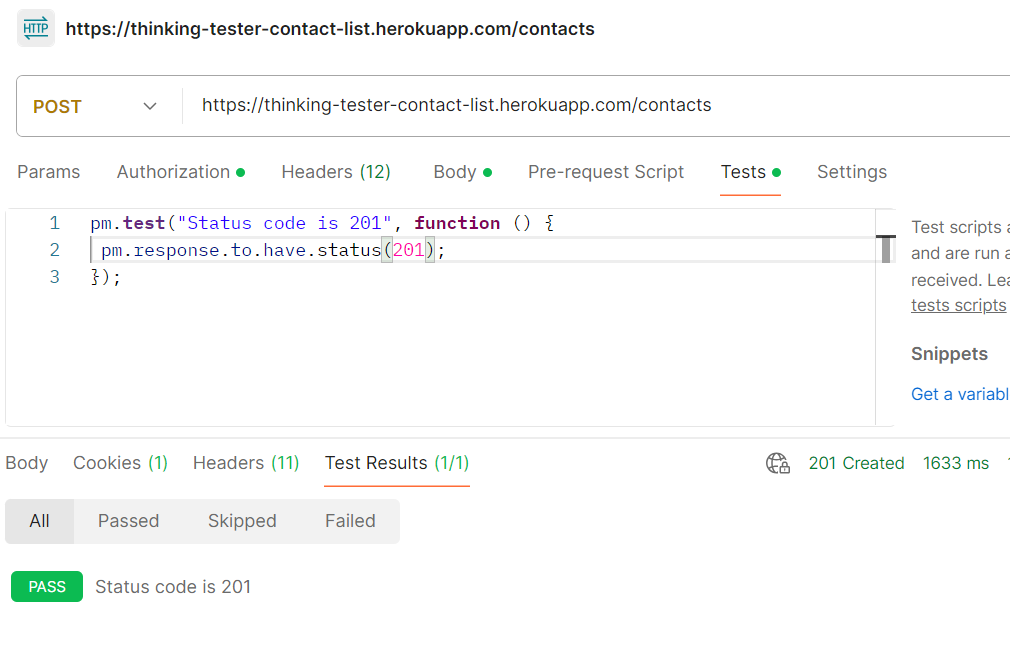 HTTP https://thinking-tester-contact-list.herokuapp.com/contacts
POST https://thinking-tester-contact-list.herokuapp.com/contacts
Params Authorization Headers (12) Body Pre-request Script Tests Settings
1 pm.test("Status code is 201", function () {
2 pm.response.to.have.status(201);
3 });
Test scripts
and are run
received.
tests scripts
Snippets
Get a
Body Cookies (1) Headers (11) Test Results (1/1) 201 Created 1633 ms
All Passed Skipped Failed
PASS Status code is 201